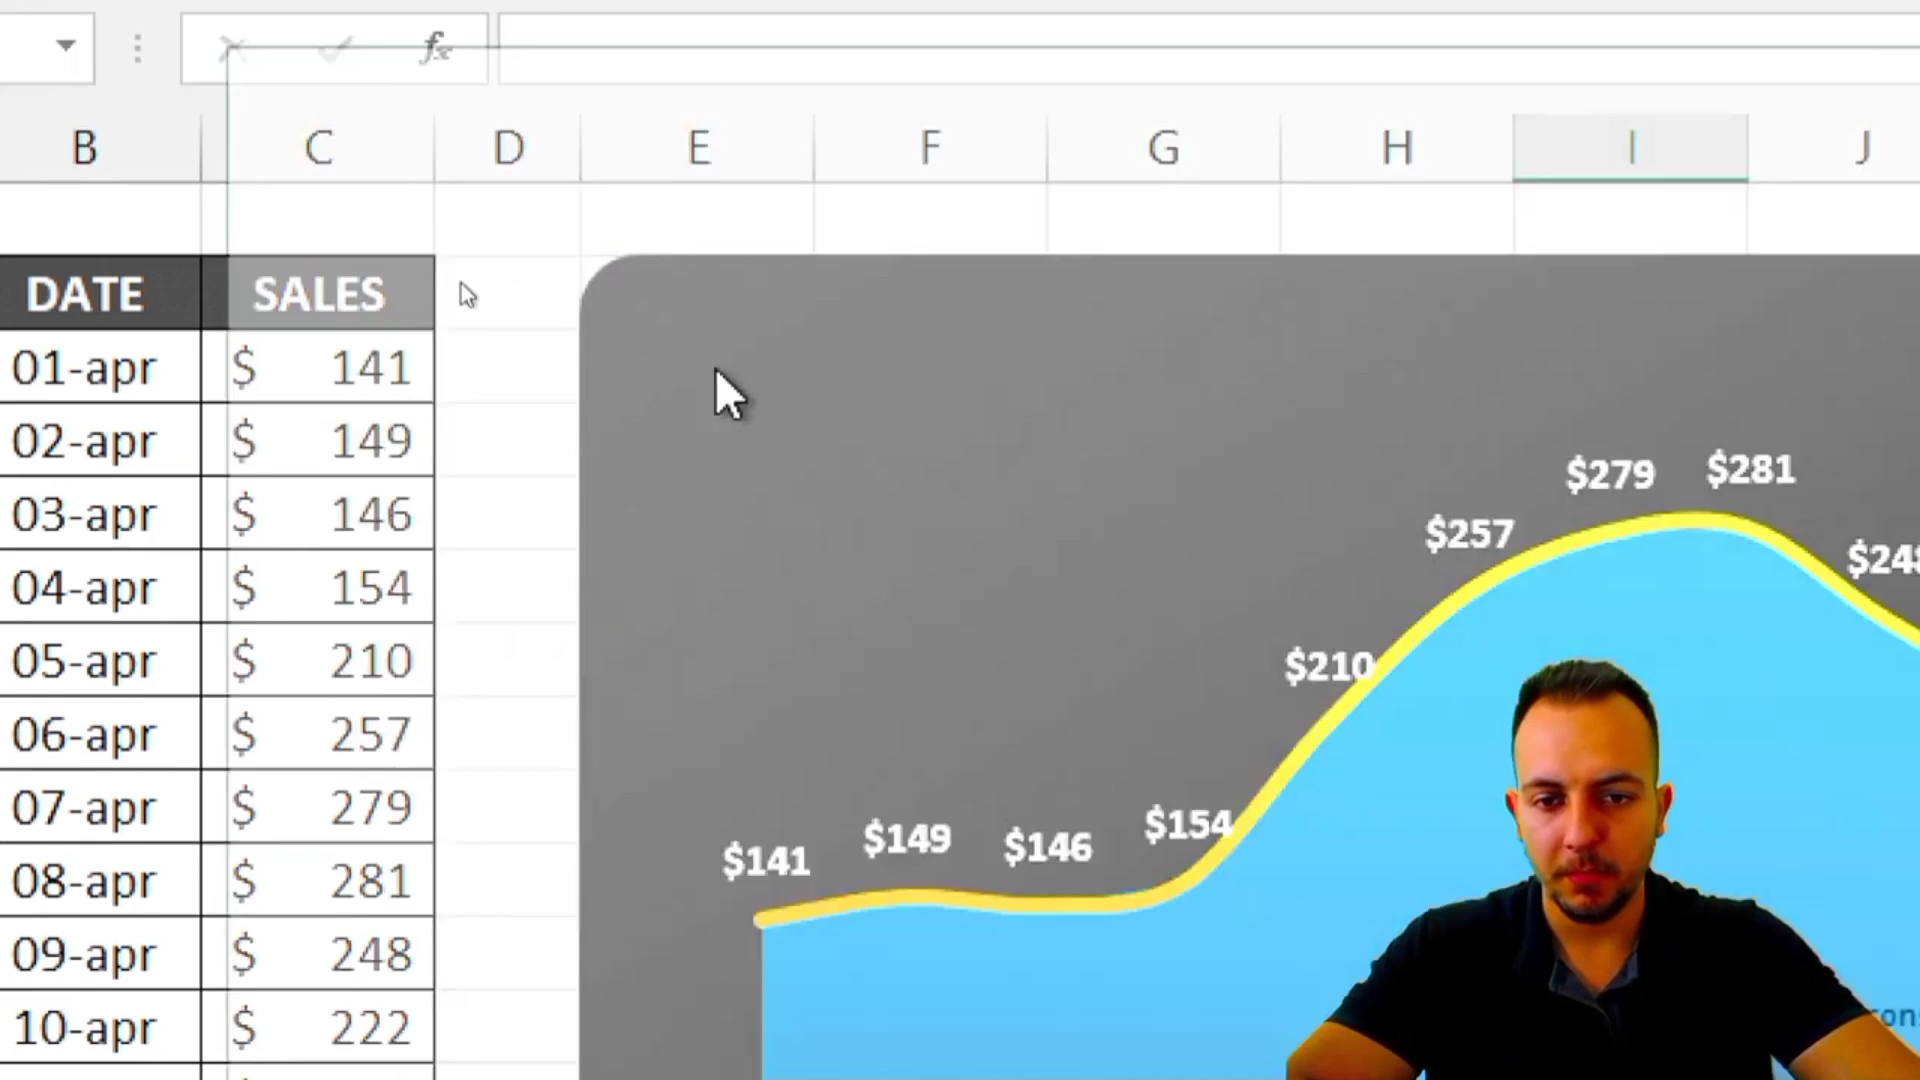 fx
B C D E F G H I J
DATE SALES
01-apr $ 141
02-apr $ 149
03-apr $ 146
04-apr $ 154
05-apr $ 210
06-apr $ 257
07-apr $ 279
08-apr $ 281
09-apr $ 248
10-apr $ 222
$279 $281
$257
$210
$154
$149
$146
$141